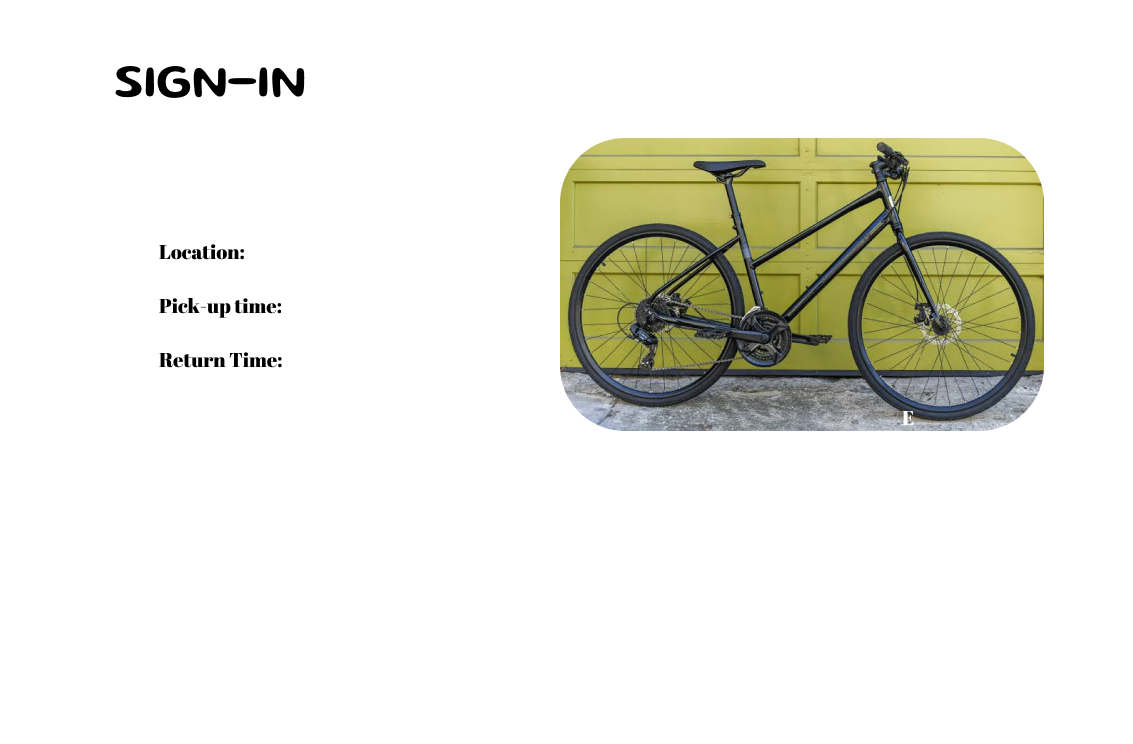 SIGN-IN
Location:
Pick-up time:
Return Time:
E